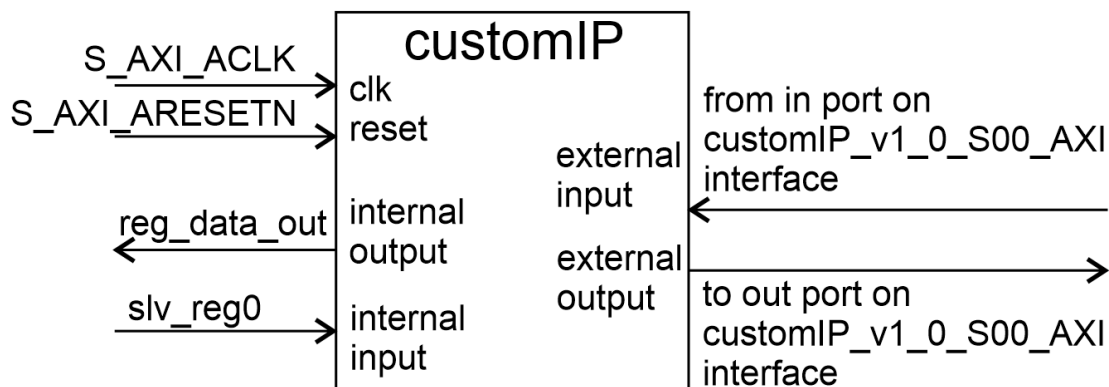 customIP
S_AXI_ACLK
clk
S_AXI_ARESETN
reset
from in port on
customIP_v1_0_S00_AXI
interface
external
input
reg_data_out
internal
output
external
output
slv_reg0
internal
input
to out port on
customIP_v1_0_S00_AXI
interface